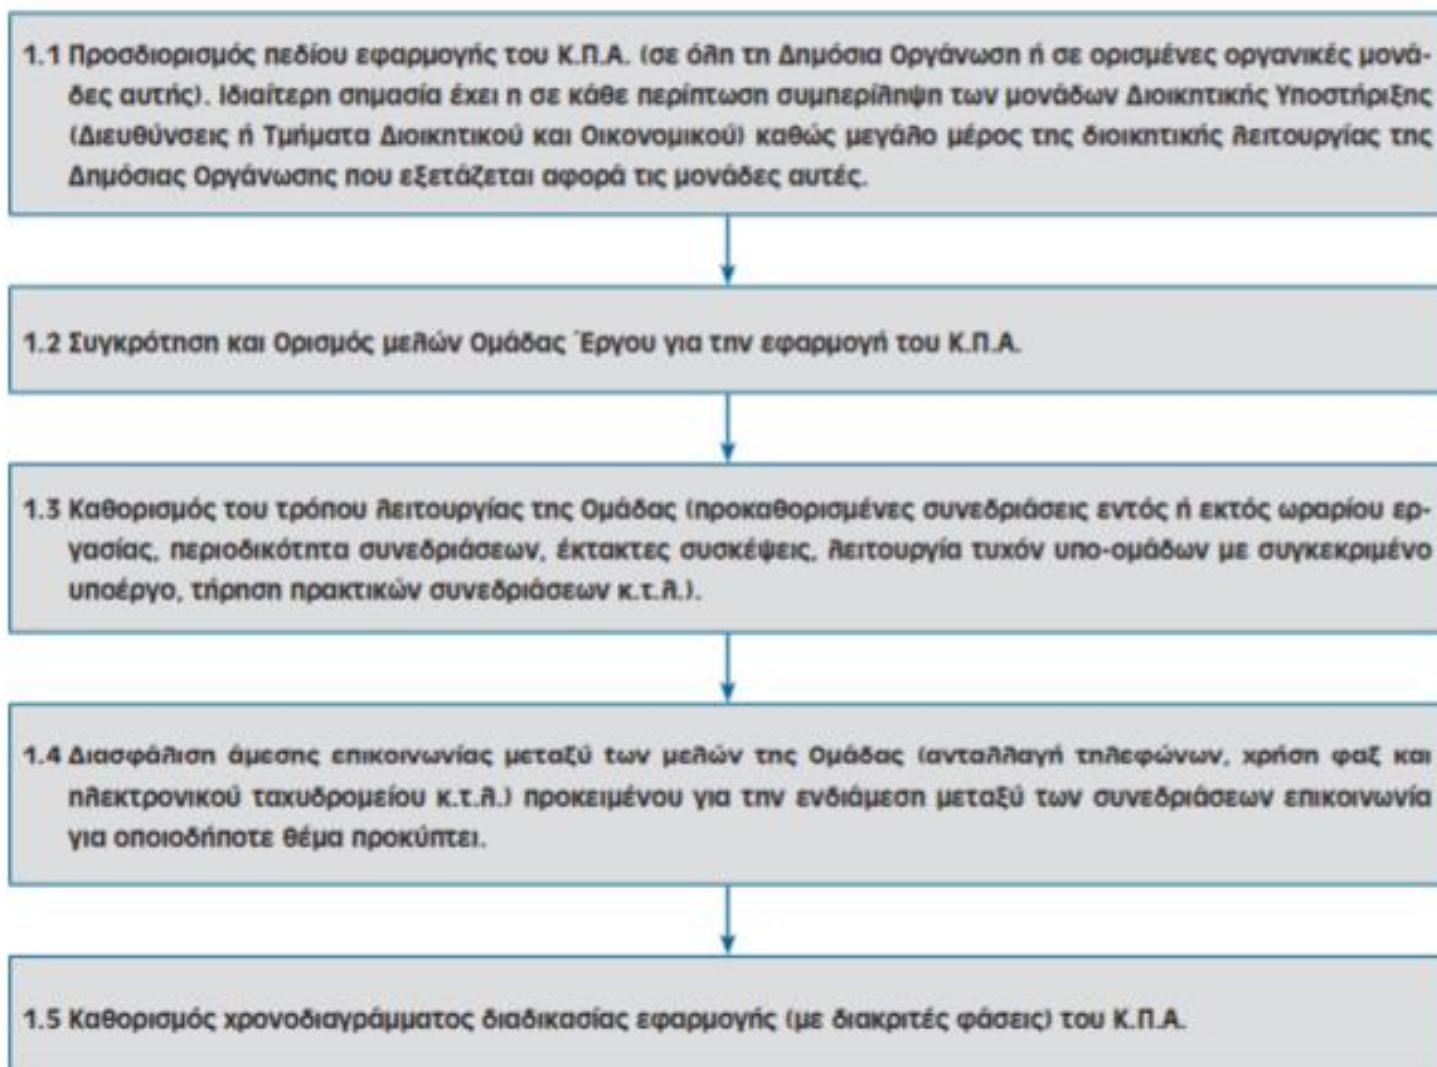 1.1 Προσδιορισμός πεδίου εφαρμογής του Κ.Π.Α. (σε όλη τη Δημόσια Οργάνωση ή σε ορισμένες οργανικές μονά-
δες αυτής). Ιδιαίτερη σημασία έχει η σε κάθε περίπτωση συμπερίληψη των μονάδων Διοικητικής Υποστήριξης
(Διευθύνσεις ή Τμήματα Διοικητικού και Οικονομικού) καθώς μεγάλο μέρος της διοικητικής λειτουργίας της
Δημόσιας Οργάνωσης που εξετάζεται αφορά τις μονάδες αυτές.
1.2 Συγκρότηση και Ορισμός μελών Ομάδας Έργου για την εφαρμογή του Κ.Π.Α.
1.3 Καθορισμός του τρόπου λειτουργίας της Ομάδας (προκαθορισμένες συνεδριάσεις εντός ή εκτός ωραρίου ερ-
γασίας, περιοδικότητα συνεδριάσεων, έκτακτες συσκέψεις, λειτουργία τυχόν υπο-ομάδων με συγκεκριμένο
υποέργο, τήρηση πρακτικών συνεδριάσεων κ.τ.λ.).
1.4 Διασφάλιση άμεσης επικοινωνίας μεταξύ των μελών της Ομάδας (ανταλλαγή τηλεφώνων, χρήση φαξ και
ηλεκτρονικού ταχυδρομείου κ.τ.λ.) προκειμένου για την ενδιάμεση μεταξύ των συνεδριάσεων επικοινωνία
για οποιοδήποτε θέμα προκύπτει.
1.5 Καθορισμός χρονοδιαγράμματος διαδικασίας εφαρμογής (με διακριτές φάσεις) του Κ.Π.Α.